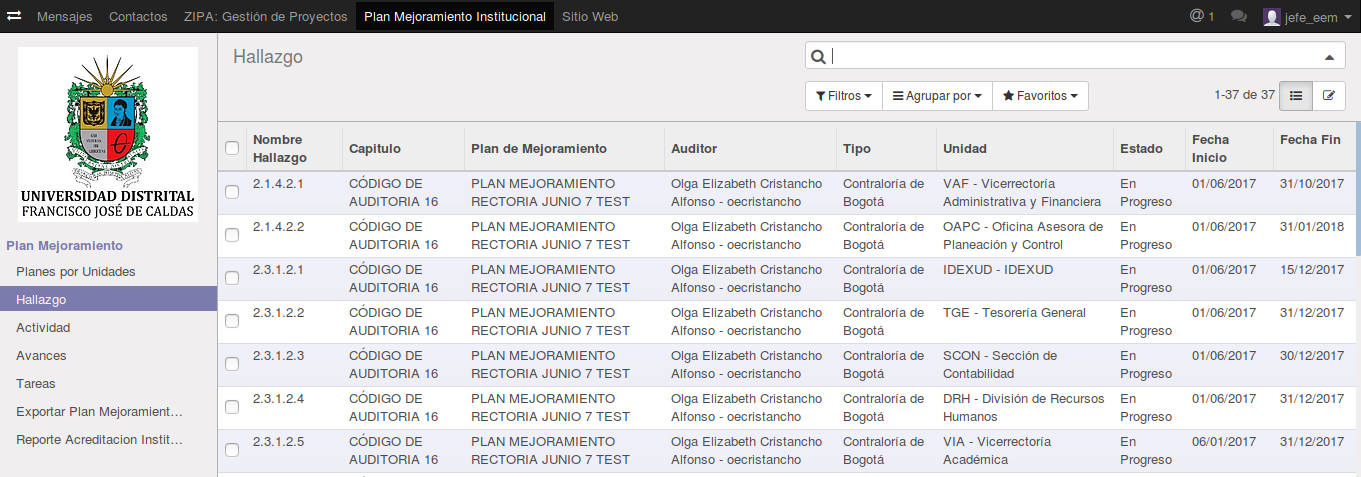 Mensajes Contactos ZIPA: Gestión de Proyectos Plan Mejoramiento Institucional Sitio Web @ 1 jefe_eem
UNIVERSIDAD DISTRITAL
FRANCISCO JOSÉ DE CALDAS
Plan Mejoramiento
Planes por Unidades
Hallazgo
Actividad
Avances
Tareas
Exportar Plan Mejoramient...
Reporte Acreditacion Instit...
Hallazgo
Filtros Agrupar por Favoritos 1-37 de 37
Nombre Hallazgo Capitulo Plan de Mejoramiento Auditor Tipo Unidad Estado Fecha Inicio Fecha Fin
2.1.4.2.1 CÓDIGO DE PLAN MEJORAMIENTO Olga Elizabeth Cristancho Contraloría de VAF - Vicerrectoría En 01/06/2017 31/10/2017
AUDITORIA 16 RECTORIA JUNIO 7 TEST Alfonso - oecristancho Bogotá Administrativa y Financiera Progreso
2.1.4.2.2 CÓDIGO DE PLAN MEJORAMIENTO Olga Elizabeth Cristancho Contraloría de OAPC - Oficina Asesora de En 01/06/2017 31/01/2018
AUDITORIA 16 RECTORIA JUNIO 7 TEST Alfonso - oecristancho Bogotá Planeación y Control Progreso
2.3.1.2.1 CÓDIGO DE PLAN MEJORAMIENTO Olga Elizabeth Cristancho Contraloría de IDEXUD - IDEXUD En 01/06/2017 15/12/2017
AUDITORIA 16 RECTORIA JUNIO 7 TEST Alfonso - oecristancho Bogotá Progreso
2.3.1.2.2 CÓDIGO DE PLAN MEJORAMIENTO Olga Elizabeth Cristancho Contraloría de TGE - Tesorería General En 01/06/2017 31/12/2017
AUDITORIA 16 RECTORIA JUNIO 7 TEST Alfonso - oecristancho Bogotá Progreso
2.3.1.2.3 CÓDIGO DE PLAN MEJORAMIENTO Olga Elizabeth Cristancho Contraloría de SCON - Sección de En 01/06/2017 30/12/2017
AUDITORIA 16 RECTORIA JUNIO 7 TEST Alfonso - oecristancho Bogotá Contabilidad Progreso
2.3.1.2.4 CÓDIGO DE PLAN MEJORAMIENTO Olga Elizabeth Cristancho Contraloría de DRH - División de Recursos En 01/06/2017 31/12/2017
AUDITORIA 16 RECTORIA JUNIO 7 TEST Alfonso - oecristancho Bogotá Humanos Progreso
2.3.1.2.5 CÓDIGO DE PLAN MEJORAMIENTO Olga Elizabeth Cristancho Contraloría de VIA - Vicerrectoría En 06/01/2017 31/12/2017
AUDITORIA 16 RECTORIA JUNIO 7 TEST Alfonso - oecristancho Bogotá Académica Progreso